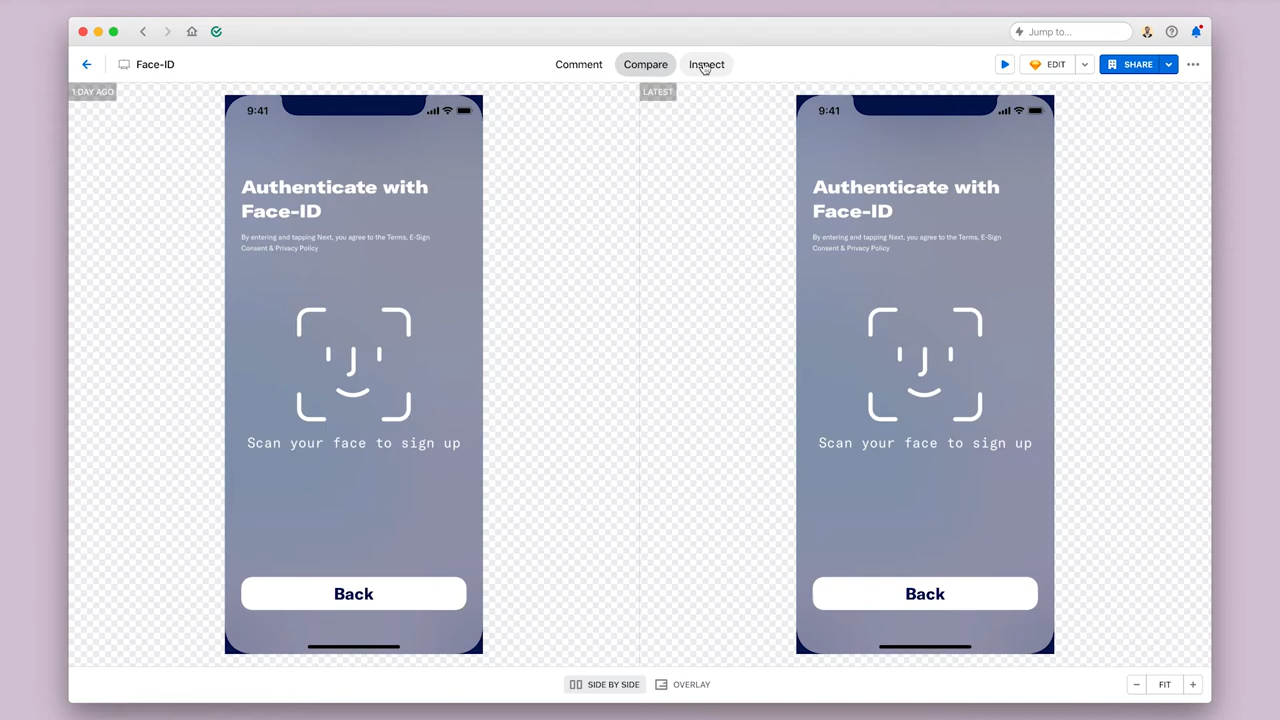 Jump to...
Face-ID
Comment
Compare
Inspect
EDIT
SHARE
1 DAY AGO
LATEST
9:41
Authenticate with
Face-ID
By entering and tapping Next, you agree to the Terms, E-Sign
Consent & Privacy Policy
Scan your face to sign up
Back
9:41
Authenticate with
Face-ID
By entering and tapping Next, you agree to the Terms, E-Sign
Consent & Privacy Policy
Scan your face to sign up
Back
SIDE BY SIDE
OVERLAY
FIT